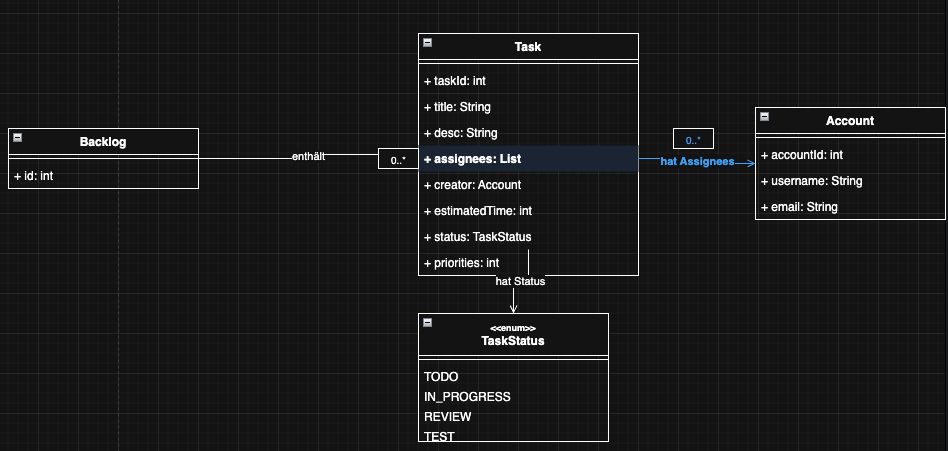 Task
+ taskId: int
+ title: String
+ desc: String
+ assignees: List
+ creator: Account
+ estimatedTime: int
+ status: TaskStatus
+ priorities: int
Backlog
+ id: int
enthält
0..*
0..*
hat Assignees
Account
+ accountId: int
+ username: String
+ email: String
hat Status
<<enum>>
TaskStatus
TODO
IN_PROGRESS
REVIEW
TEST